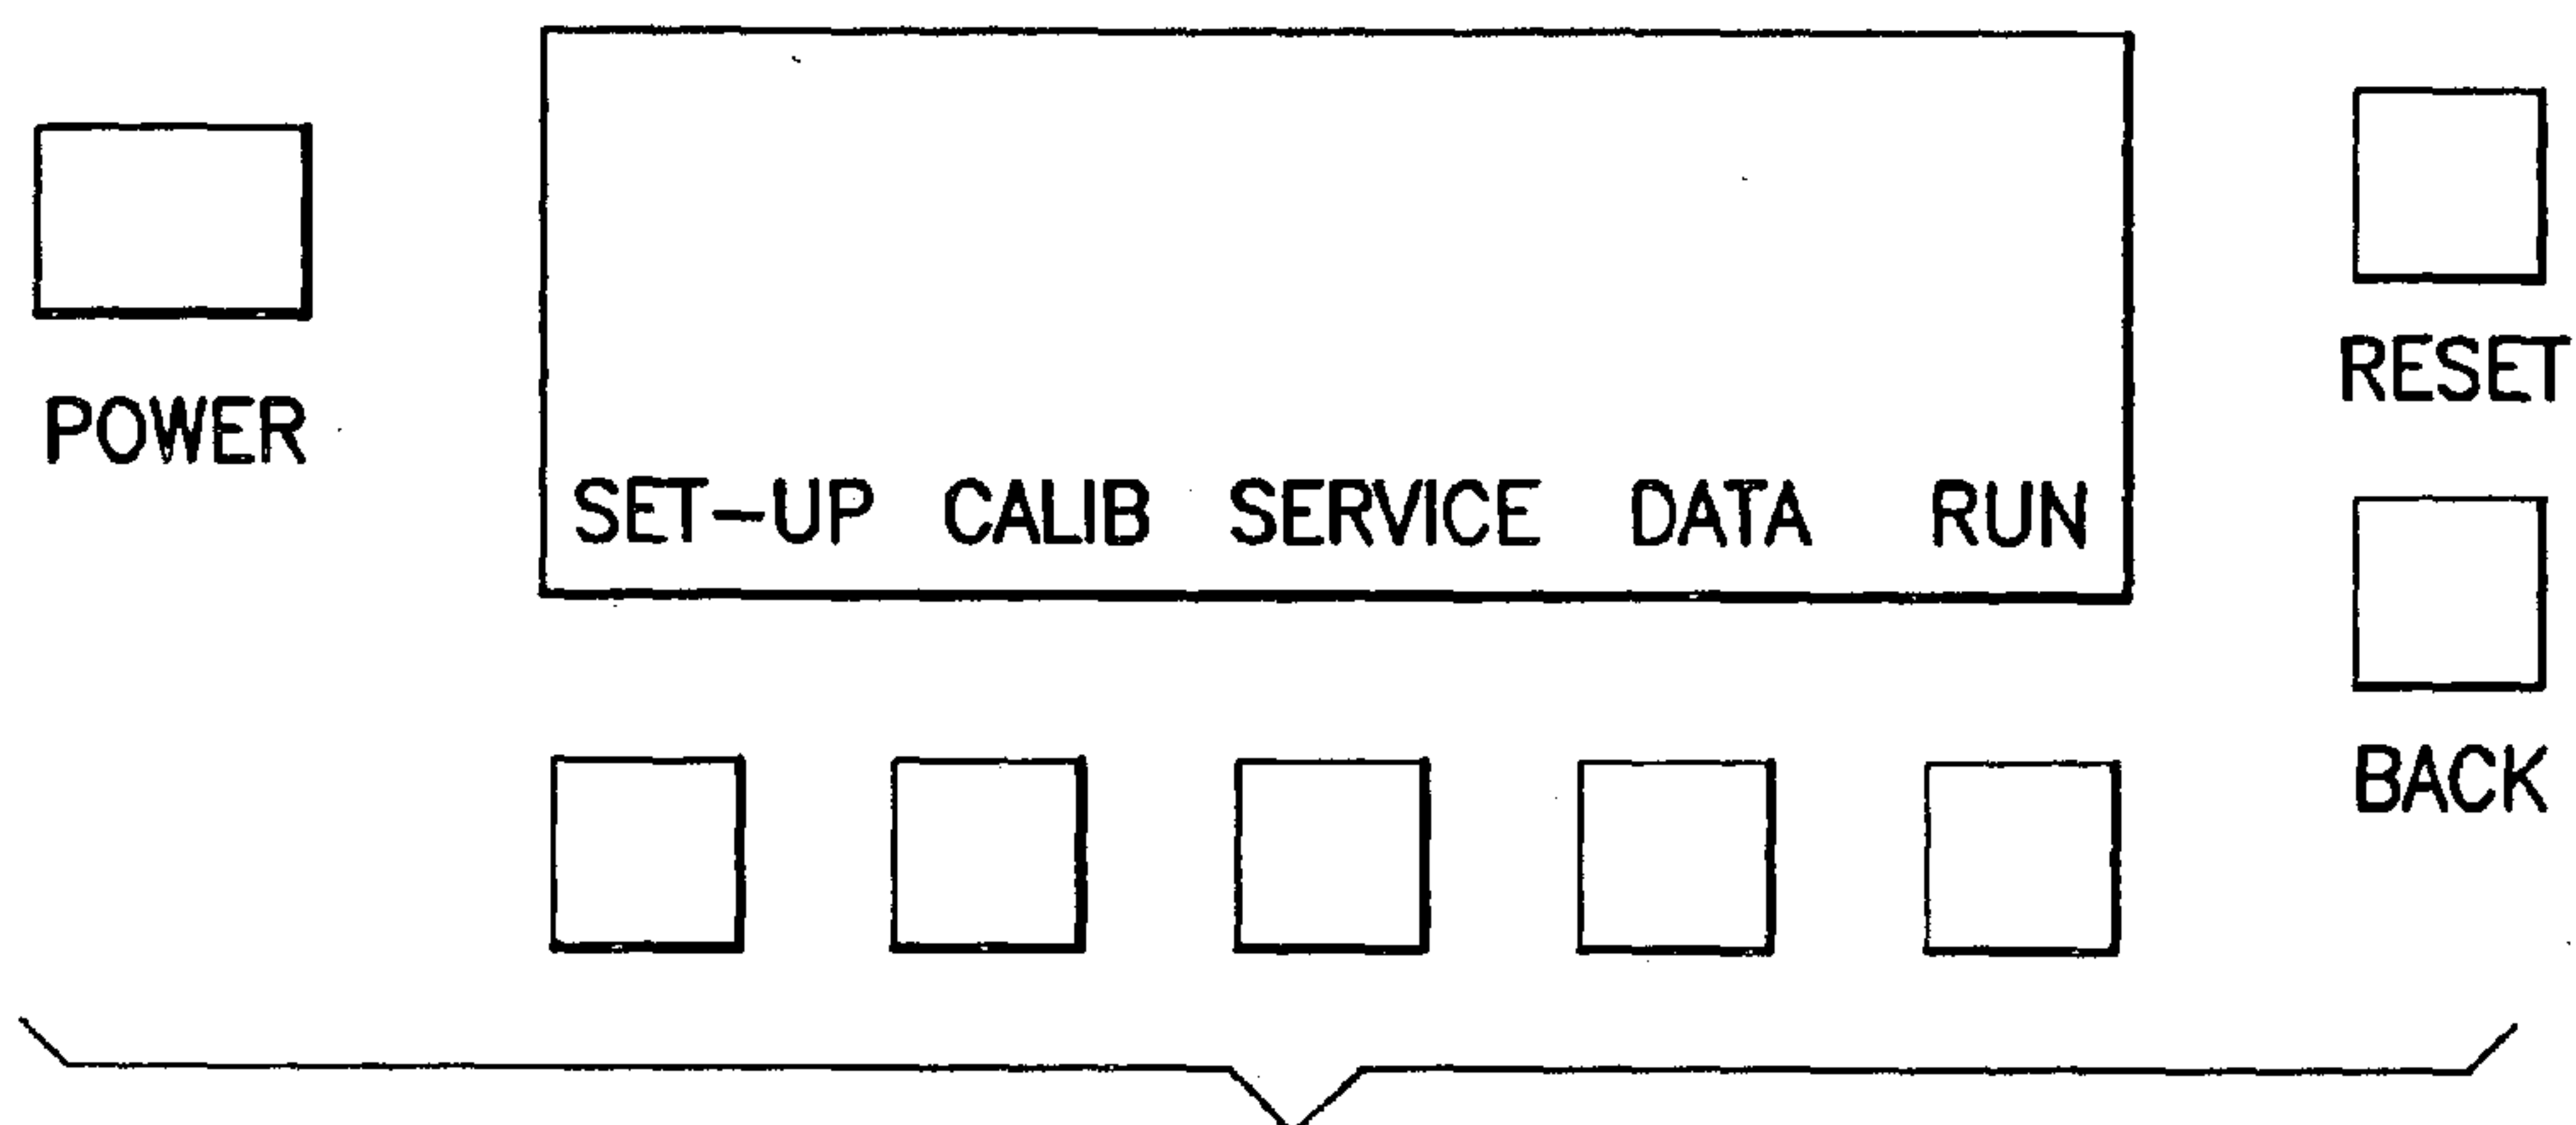 POWER
SET-UP CALIB SERVICE DATA RUN
RESET
BACK